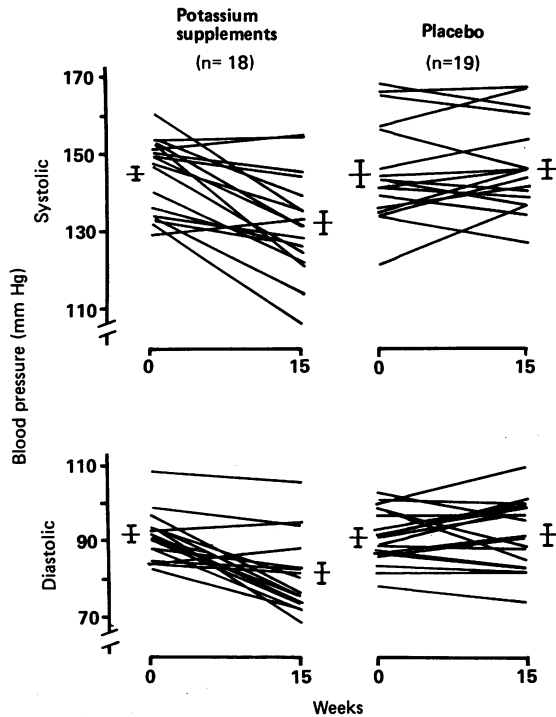 Potassium
supplements
(n= 18)
Placebo
(n=19)
Blood pressure (mm Hg)
Systolic
170
150
130
110
0
15
0
15
Diastolic
110
90
70
0
15
0
15
Weeks